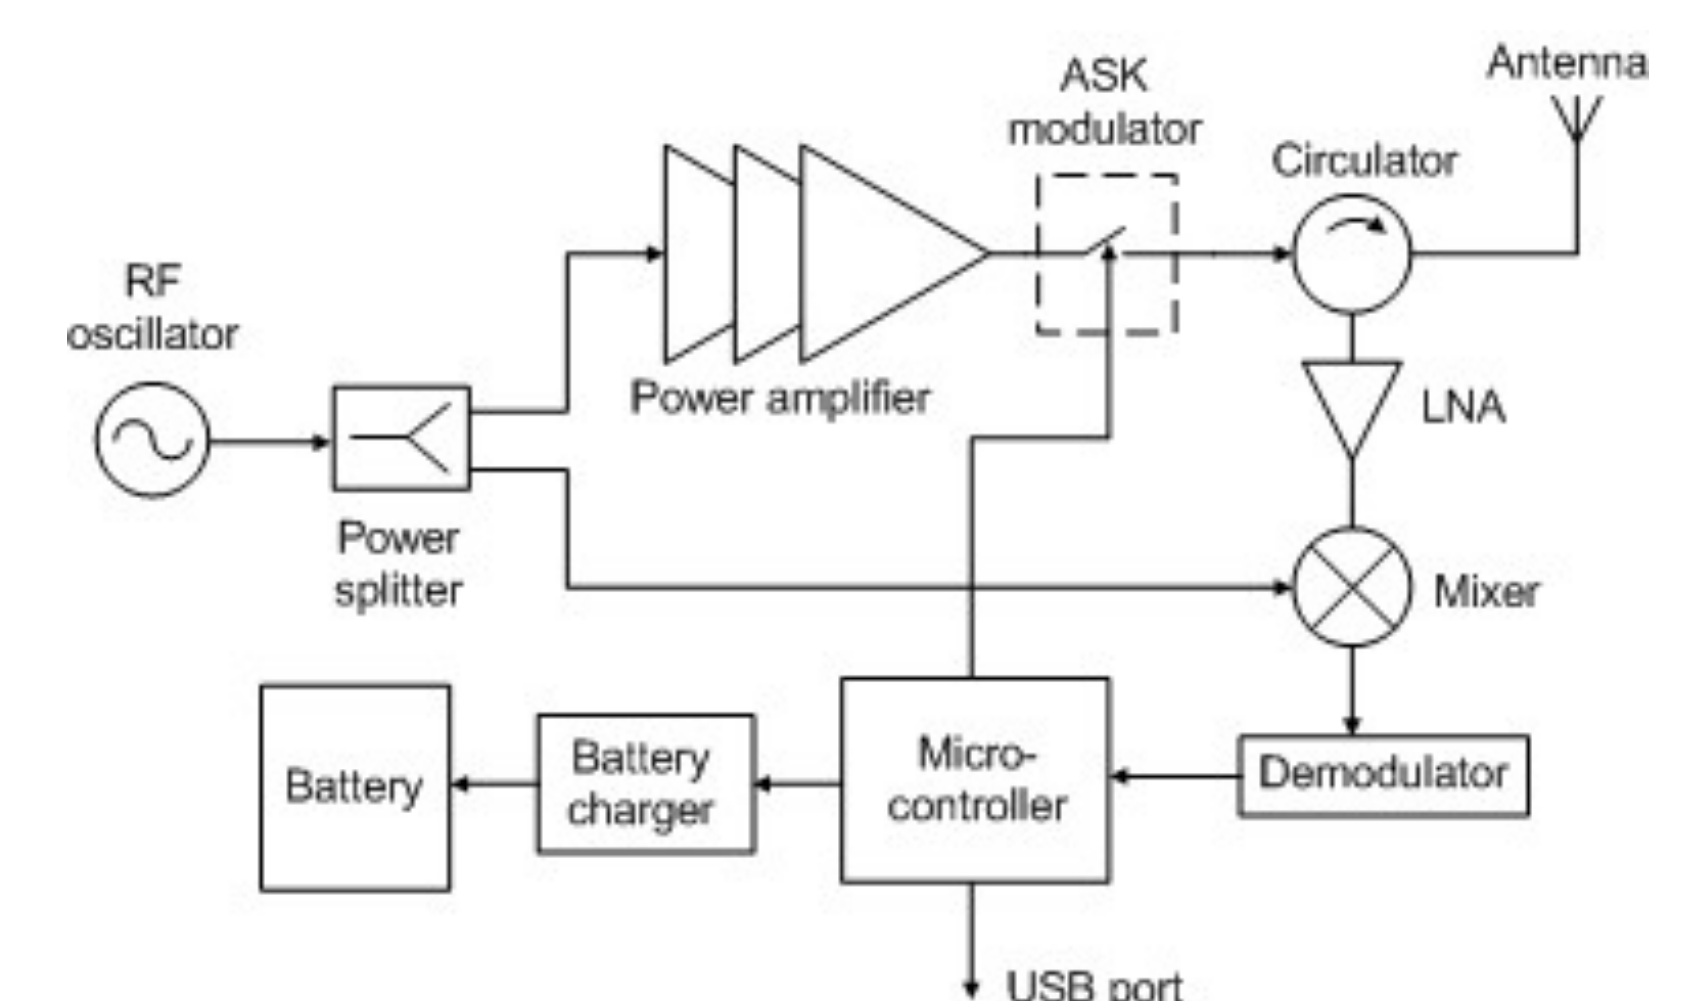 Antenna
ASK
modulator
Circulator
RF
oscillator
Power amplifier
LNA
Power
splitter
Mixer
Battery
Battery
charger
Micro-
controller
Demodulator
USB port